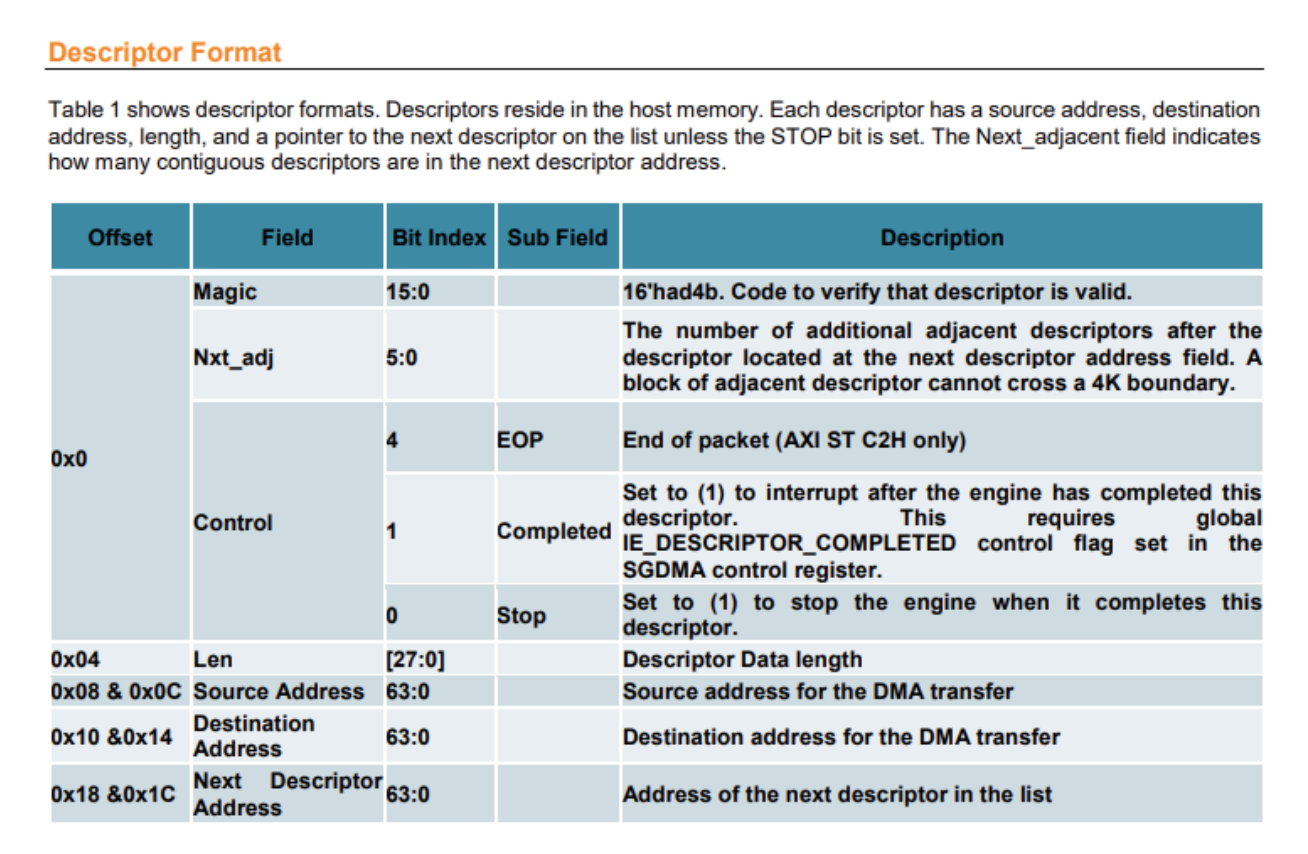 Descriptor Format
Table 1 shows descriptor formats. Descriptors reside in the host memory. Each descriptor has a source address, destination
address, length, and a pointer to the next descriptor on the list unless the STOP bit is set. The Next_adjacent field indicates
how many contiguous descriptors are in the next descriptor address.
Offset Field Bit Index Sub Field Description
0x0
Magic 15:0 16'had4b. Code to verify that descriptor is valid.
Nxt_adj 5:0 The number of additional adjacent descriptors after the
descriptor located at the next descriptor address field. A
block of adjacent descriptor cannot cross a 4K boundary.
Control
4 EOP End of packet (AXI ST C2H only)
1 Completed Set to (1) to interrupt after the engine has completed this
descriptor. This requires global
IE_DESCRIPTOR_COMPLETED control flag set in the
SGDMA control register.
0 Stop Set to (1) to stop the engine when it completes this
descriptor.
0x04 Len [27:0] Descriptor Data length
0x08 & 0x0C Source Address 63:0 Source address for the DMA transfer
0x10 &0x14 Destination
Address 63:0 Destination address for the DMA transfer
0x18 &0x1C Next Descriptor
Address 63:0 Address of the next descriptor in the list